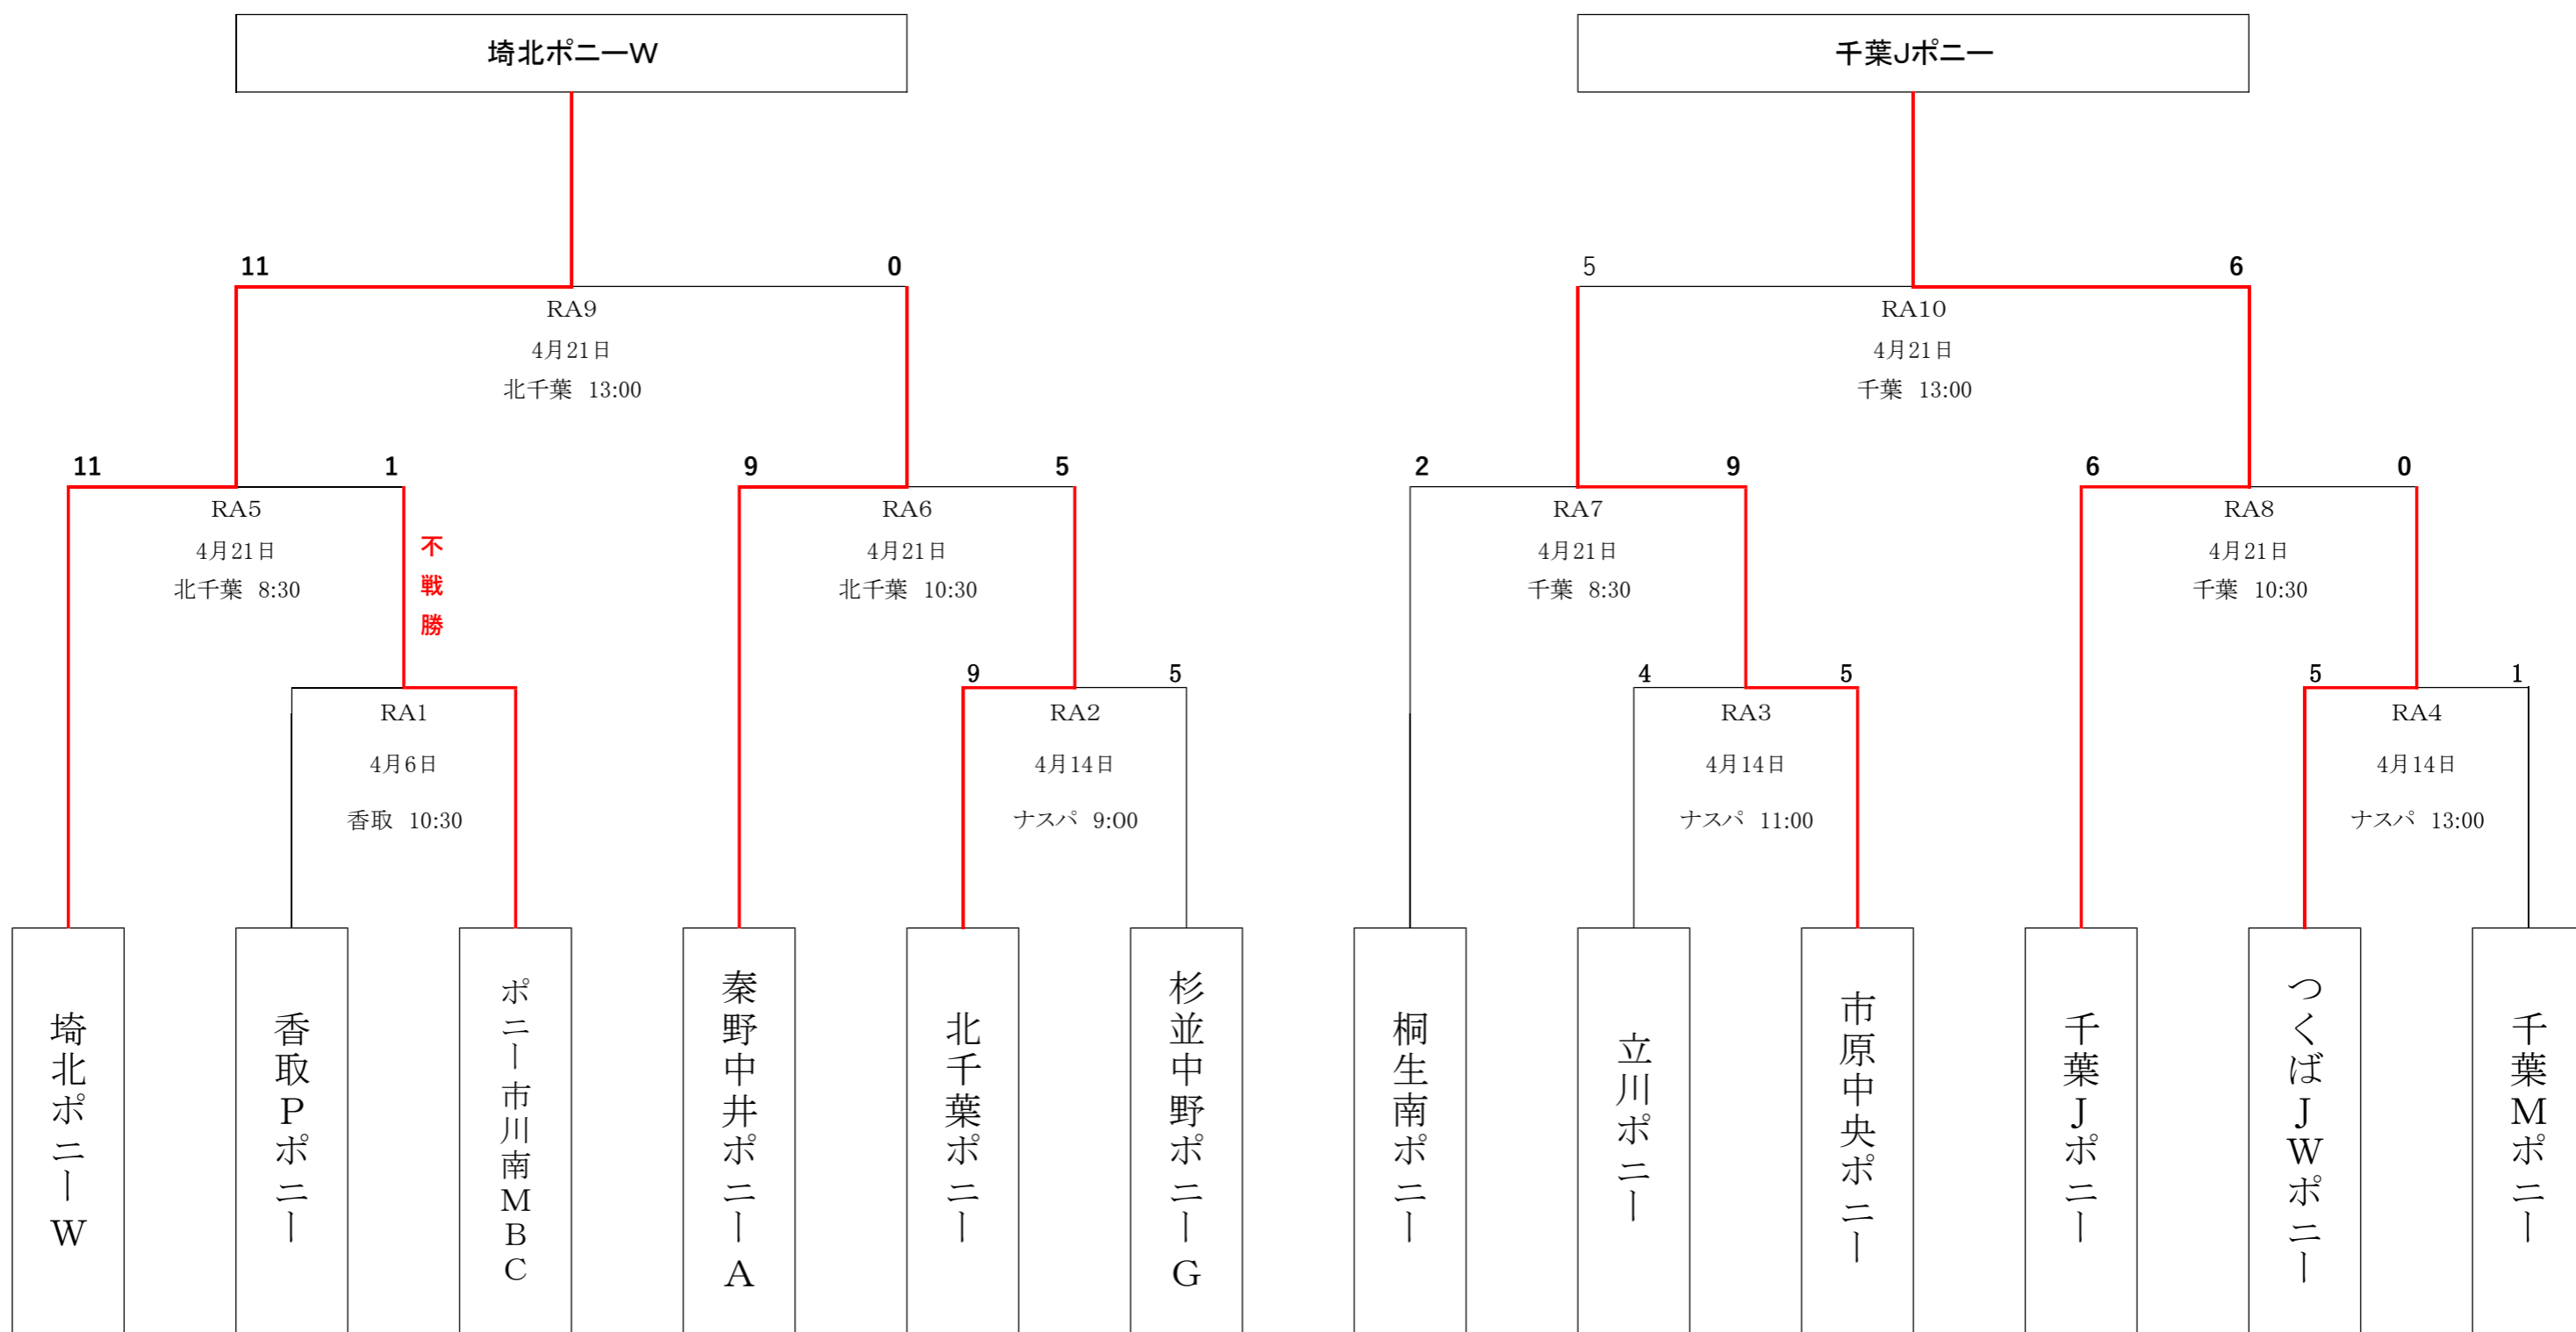 埼北ポニーW
千葉Jポニー
11
0
5
6
RA9
4月21日
北千葉 13:00
RA10
4月21日
千葉 13:00
11
1
9
5
2
9
6
0
RA5
4月21日
北千葉 8:30
不戦勝
RA6
4月21日
北千葉 10:30
RA7
4月21日
千葉 8:30
RA8
4月21日
千葉 10:30
9
5
4
5
5
1
RA1
4月6日
香取 10:30
RA2
4月14日
ナスパ 9:00
RA3
4月14日
ナスパ 11:00
RA4
4月14日
ナスパ 13:00
埼北ポニーW
香取Pポニー
ポニー市川南MBC
秦野中井ポニーA
北千葉ポニー
杉並中野ポニーG
桐生南ポニー
立川ポニー
市原中央ポニー
千葉Jポニー
つくばJWポニー
千葉Mポニー